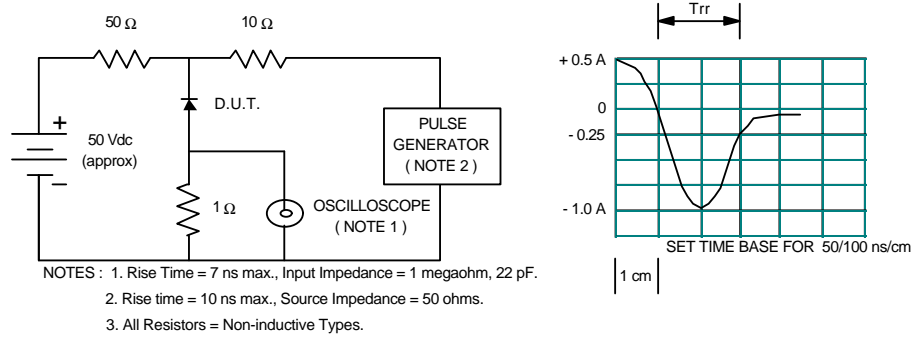 50 Ω
10 Ω
Trr
D.U.T.
+
50 Vdc
(approx)
−
1 Ω
PULSE
GENERATOR
( NOTE 2 )
OSCILLOSCOPE
( NOTE 1 )
+ 0.5 A
0
- 0.25
- 1.0 A
SET TIME BASE FOR 50/100 ns/cm
1 cm
NOTES : 1. Rise Time = 7 ns max., Input Impedance = 1 megaohm, 22 pF.
2. Rise time = 10 ns max., Source Impedance = 50 ohms.
3. All Resistors = Non-inductive Types.